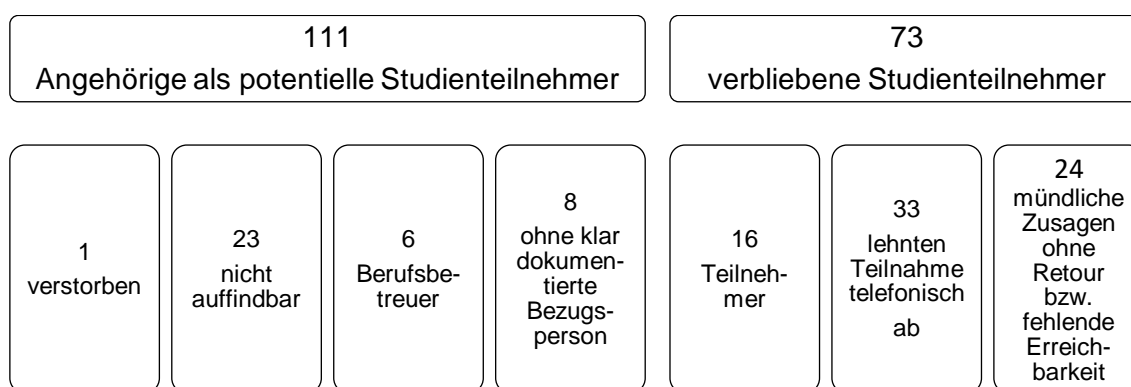 111
Angehörige als potentielle Studienteilnehmer
73
verbliebene Studienteilnehmer
1
verstorben
23
nicht
auffindbar
6
Berufsbe-
treuer
8
ohne klar
dokumen-
tierte
Bezugs-
person
16
Teilneh-
mer
33
lehnten
Teilnahme
telefonisch
ab
24
mündliche
Zusagen
ohne
Retour
bzw.
fehlende
Erreich-
barkeit